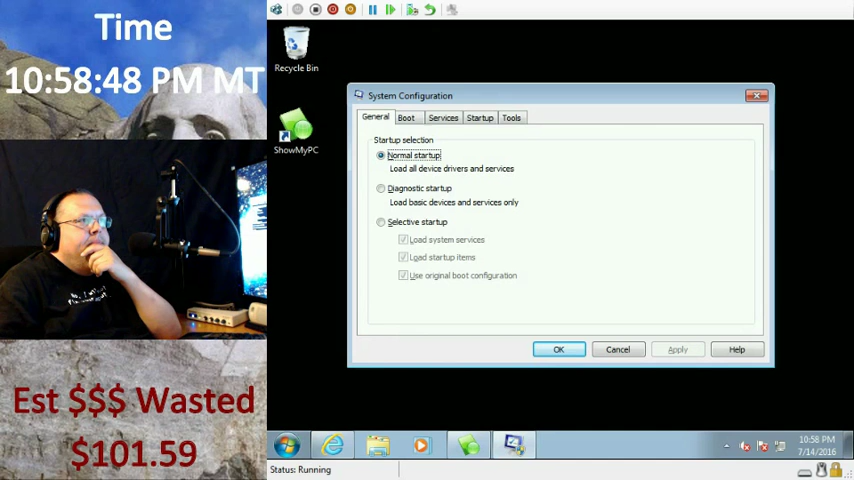 Time
10:58:48 PM MT
Est $$$ Wasted
$101.59
Recycle Bin
ShowMyPC
System Configuration
General Boot Services Startup Tools
Startup selection
Normal startup
Load all device drivers and services
Diagnostic startup
Load basic devices and services only
Selective startup
Load system services
Load startup items
Use original boot configuration
OK Cancel Apply Help
10:58 PM
7/14/2016
Status: Running